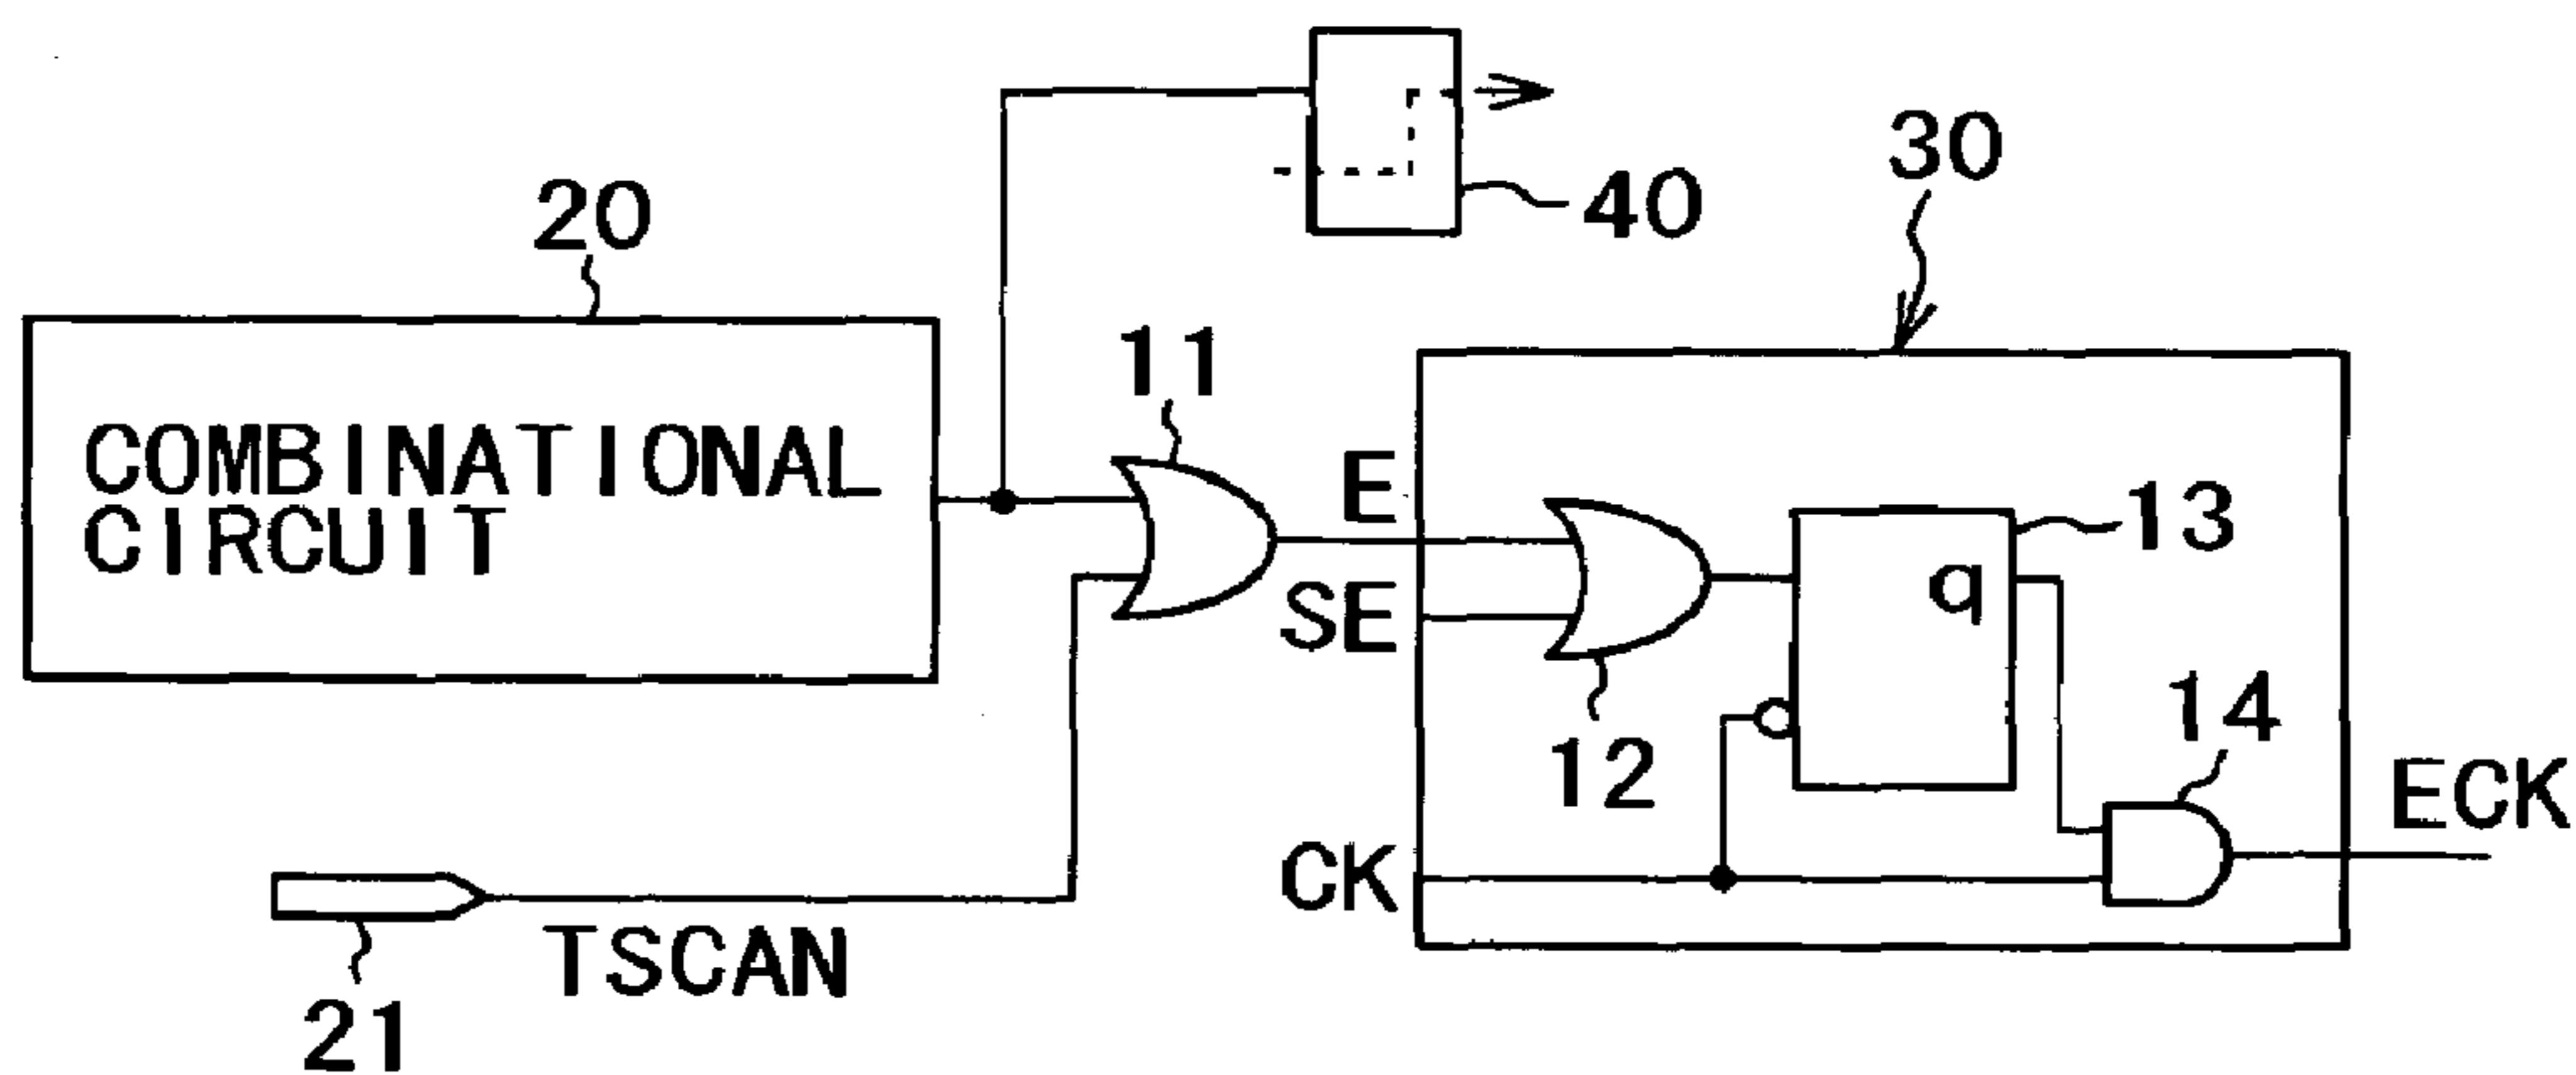 30
40
20
11
COMBINATIONAL
CIRCUIT
E
13
q
SE
14
12
ECK
CK
TSCAN
21